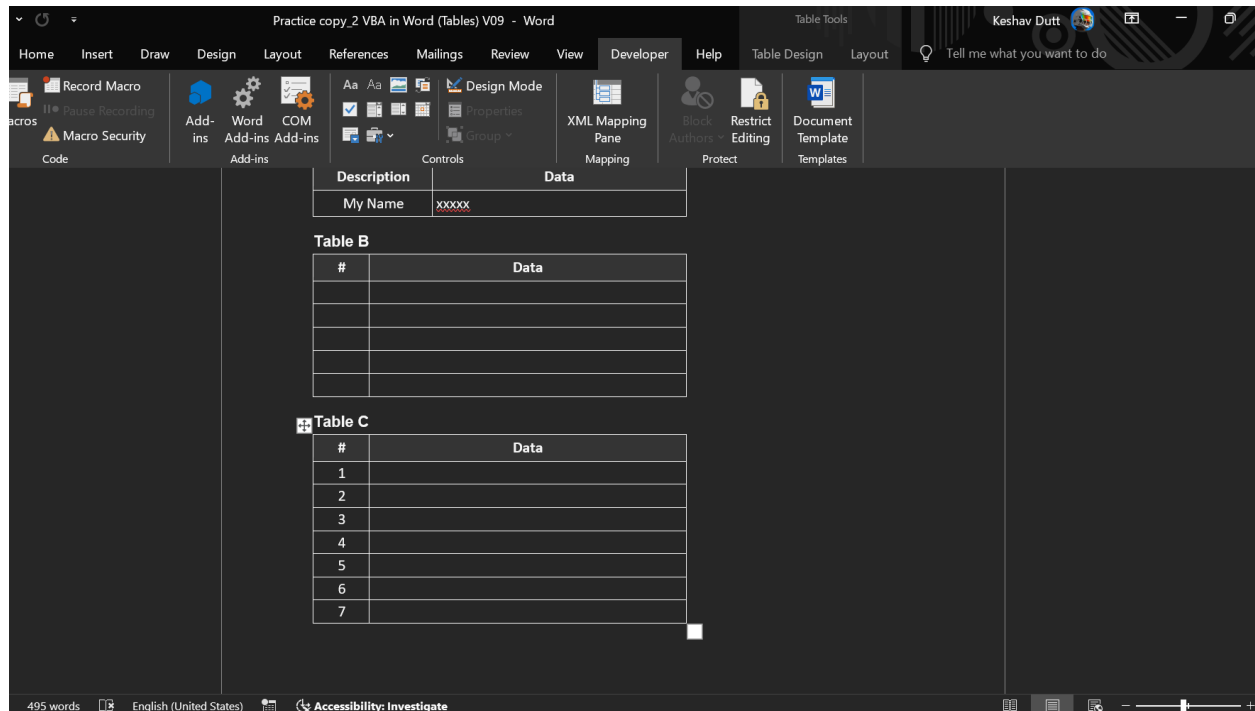 Practice copy_2 VBA in Word (Tables) V09 - Word
Table Tools
Keshav Dutt
Home Insert Draw Design Layout References Mailings Review View Developer Help Table Design Layout Tell me what you want to do
Record Macro
Pause Recording
acros
Macro Security
Code
Add-
ins
Word
Add-ins
COM
Add-ins
Add-ins
Aa Aa
Design Mode
Properties
Group
Controls
XML Mapping
Pane
Mapping
Block
Authors
Restrict
Editing
Protect
Document
Template
Templates
Description Data
My Name xxxxx
Table B
# Data
Table C
# Data
1
2
3
4
5
6
7
495 words English (United States) Accessibility: Investigate